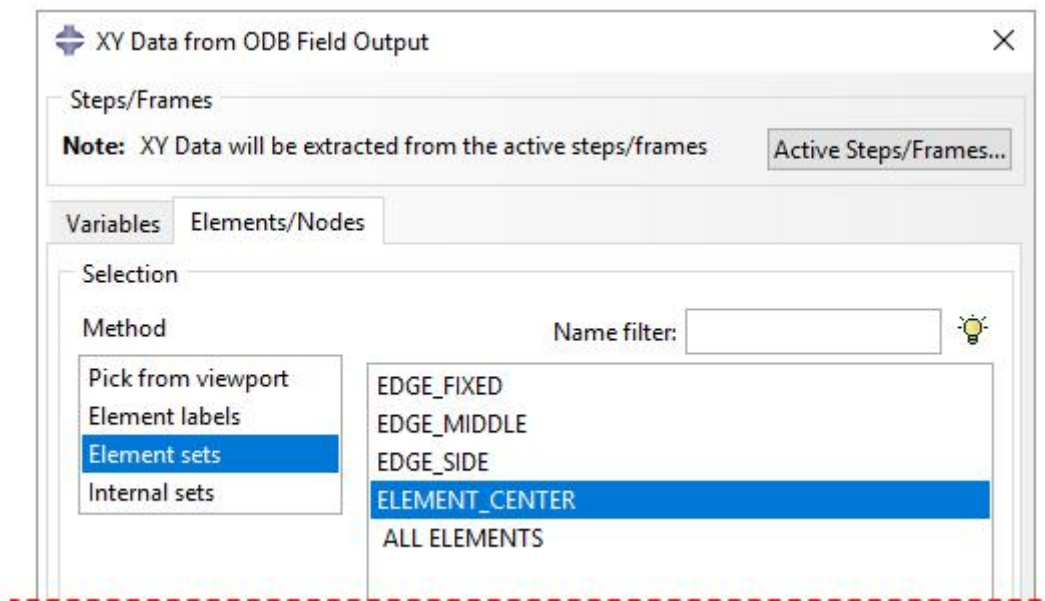 XY Data from ODB Field Output
Steps/Frames
Note: XY Data will be extracted from the active steps/frames
Active Steps/Frames...
Variables
Elements/Nodes
Selection
Method
Name filter:
Pick from viewport
Element labels
Element sets
Internal sets
EDGE_FIXED
EDGE_MIDDLE
EDGE_SIDE
ELEMENT_CENTER
ALL ELEMENTS